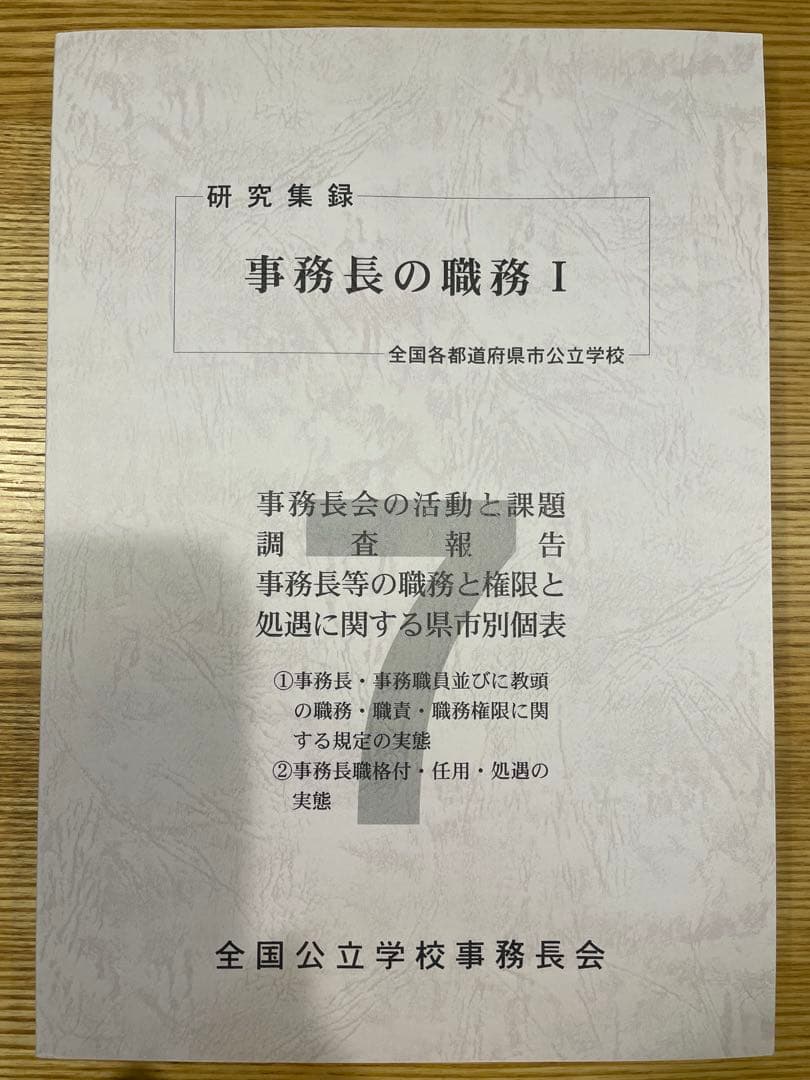 研究集録
事務長の職務 I
全国各都道府県市公立学校
7
事務長会の活動と課題
調査報告
事務長等の職務と権限と
処遇に関する県市別個表
①事務長・事務職員並びに教頭
の職務・職責・職務権限に関
する規定の実態
②事務長職格付・任用・処遇の
実態
全国公立学校事務長会